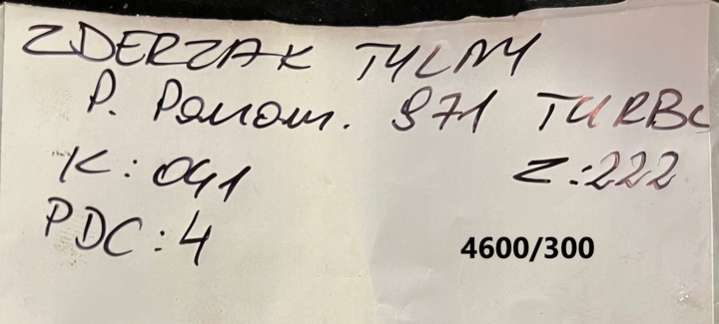 ZDERZAK TYLNY
P. Panam. 971 TURBO
K: 041 Z: 222
PDC: 4 4600/300